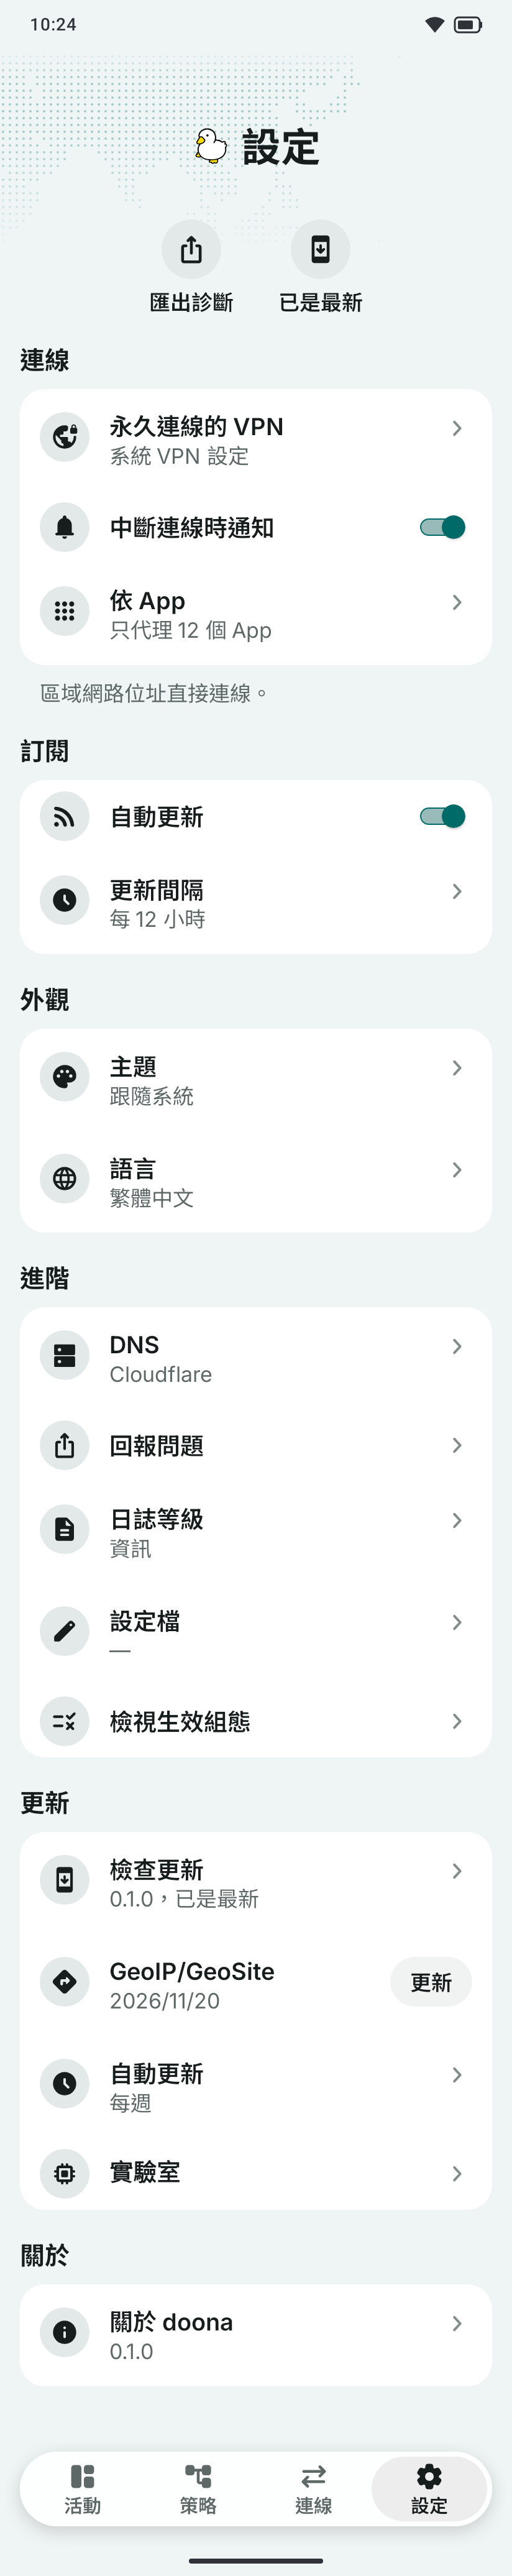 10:24
設定
匯出診斷
已是最新
連線
永久連線的 VPN
系統 VPN 設定
中斷連線時通知
依 App
只代理 12 個 App
區域網路位址直接連線。
訂閱
自動更新
更新間隔
每 12 小時
外觀
主題
跟隨系統
語言
繁體中文
進階
DNS
Cloudflare
回報問題
日誌等級
資訊
設定檔
—
檢視生效組態
更新
檢查更新
0.1.0，已是最新
GeoIP/GeoSite
2026/11/20
更新
自動更新
每週
實驗室
關於
關於 doona
0.1.0
活動
策略
連線
設定